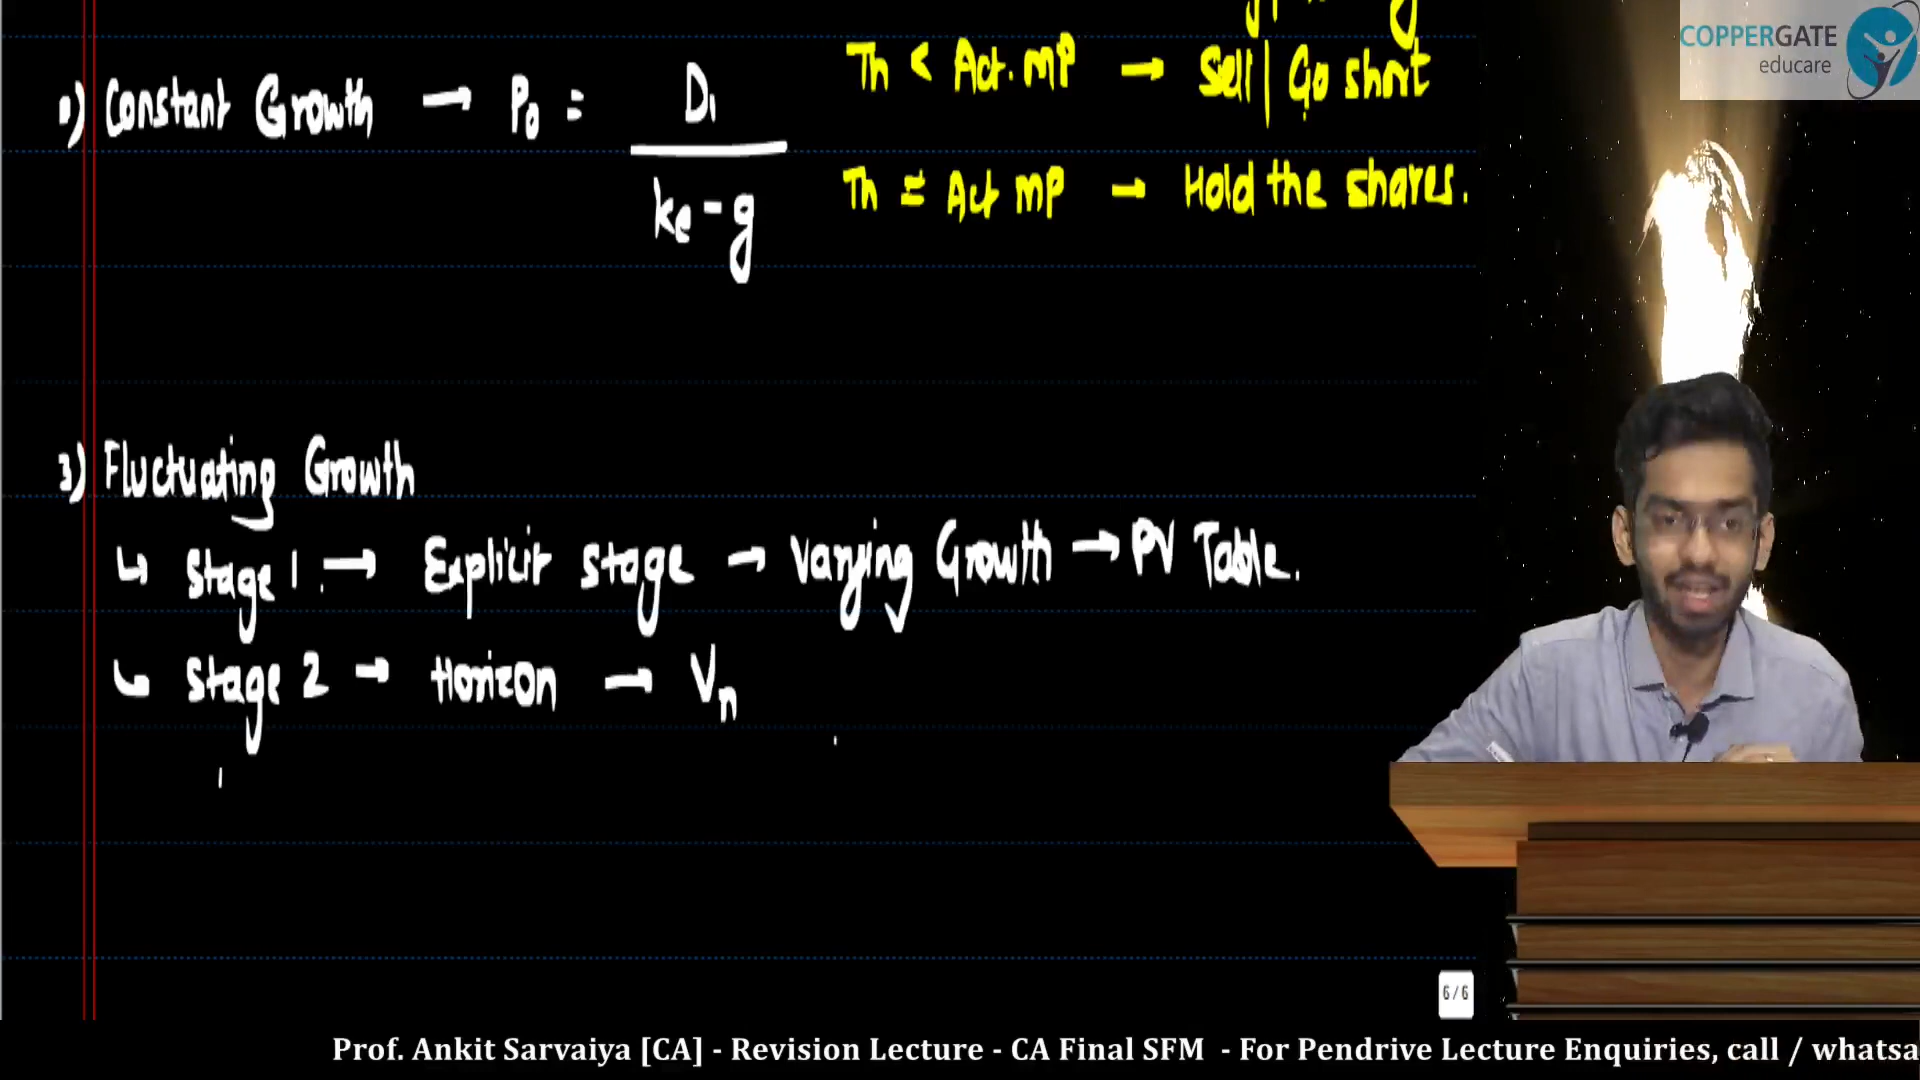 COPPERGATE
educare
Th < Act. MP → Sell | Go short
2) Constant Growth → P₀ = D₁
ke - g
Th = Act MP → Hold the shares.
3) Fluctuating Growth
↳ Stage 1 → Explicit stage → Varying Growth → PV Table.
↳ Stage 2 → Horizon → Vn
6/6
Prof. Ankit Sarvaiya [CA] - Revision Lecture - CA Final SFM - For Pendrive Lecture Enquiries, call / whatsa